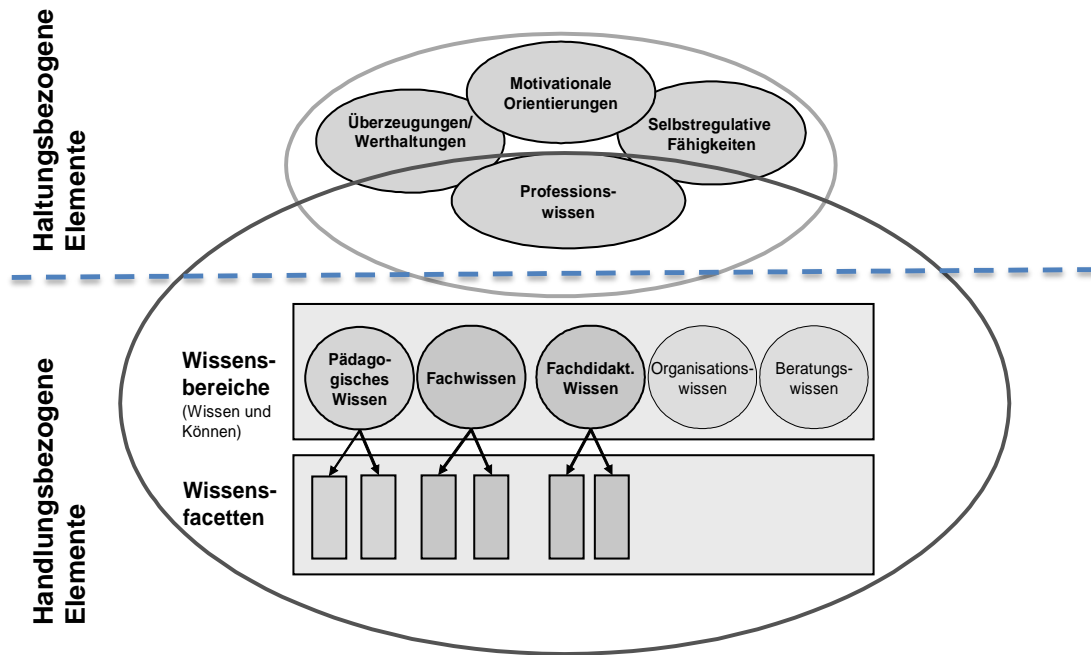 Haltungsbezogene
Elemente
Motivationale
Orientierungen
Überzeugungen/
Werthaltungen
Selbstregulative
Fähigkeiten
Professions-
wissen
Handlungsbezogene
Elemente
Wissens-
bereiche
(Wissen und
Können)
Pädago-
gisches
Wissen
Fachwissen
Fachdidakt.
Wissen
Organisations-
wissen
Beratungs-
wissen
Wissens-
facetten